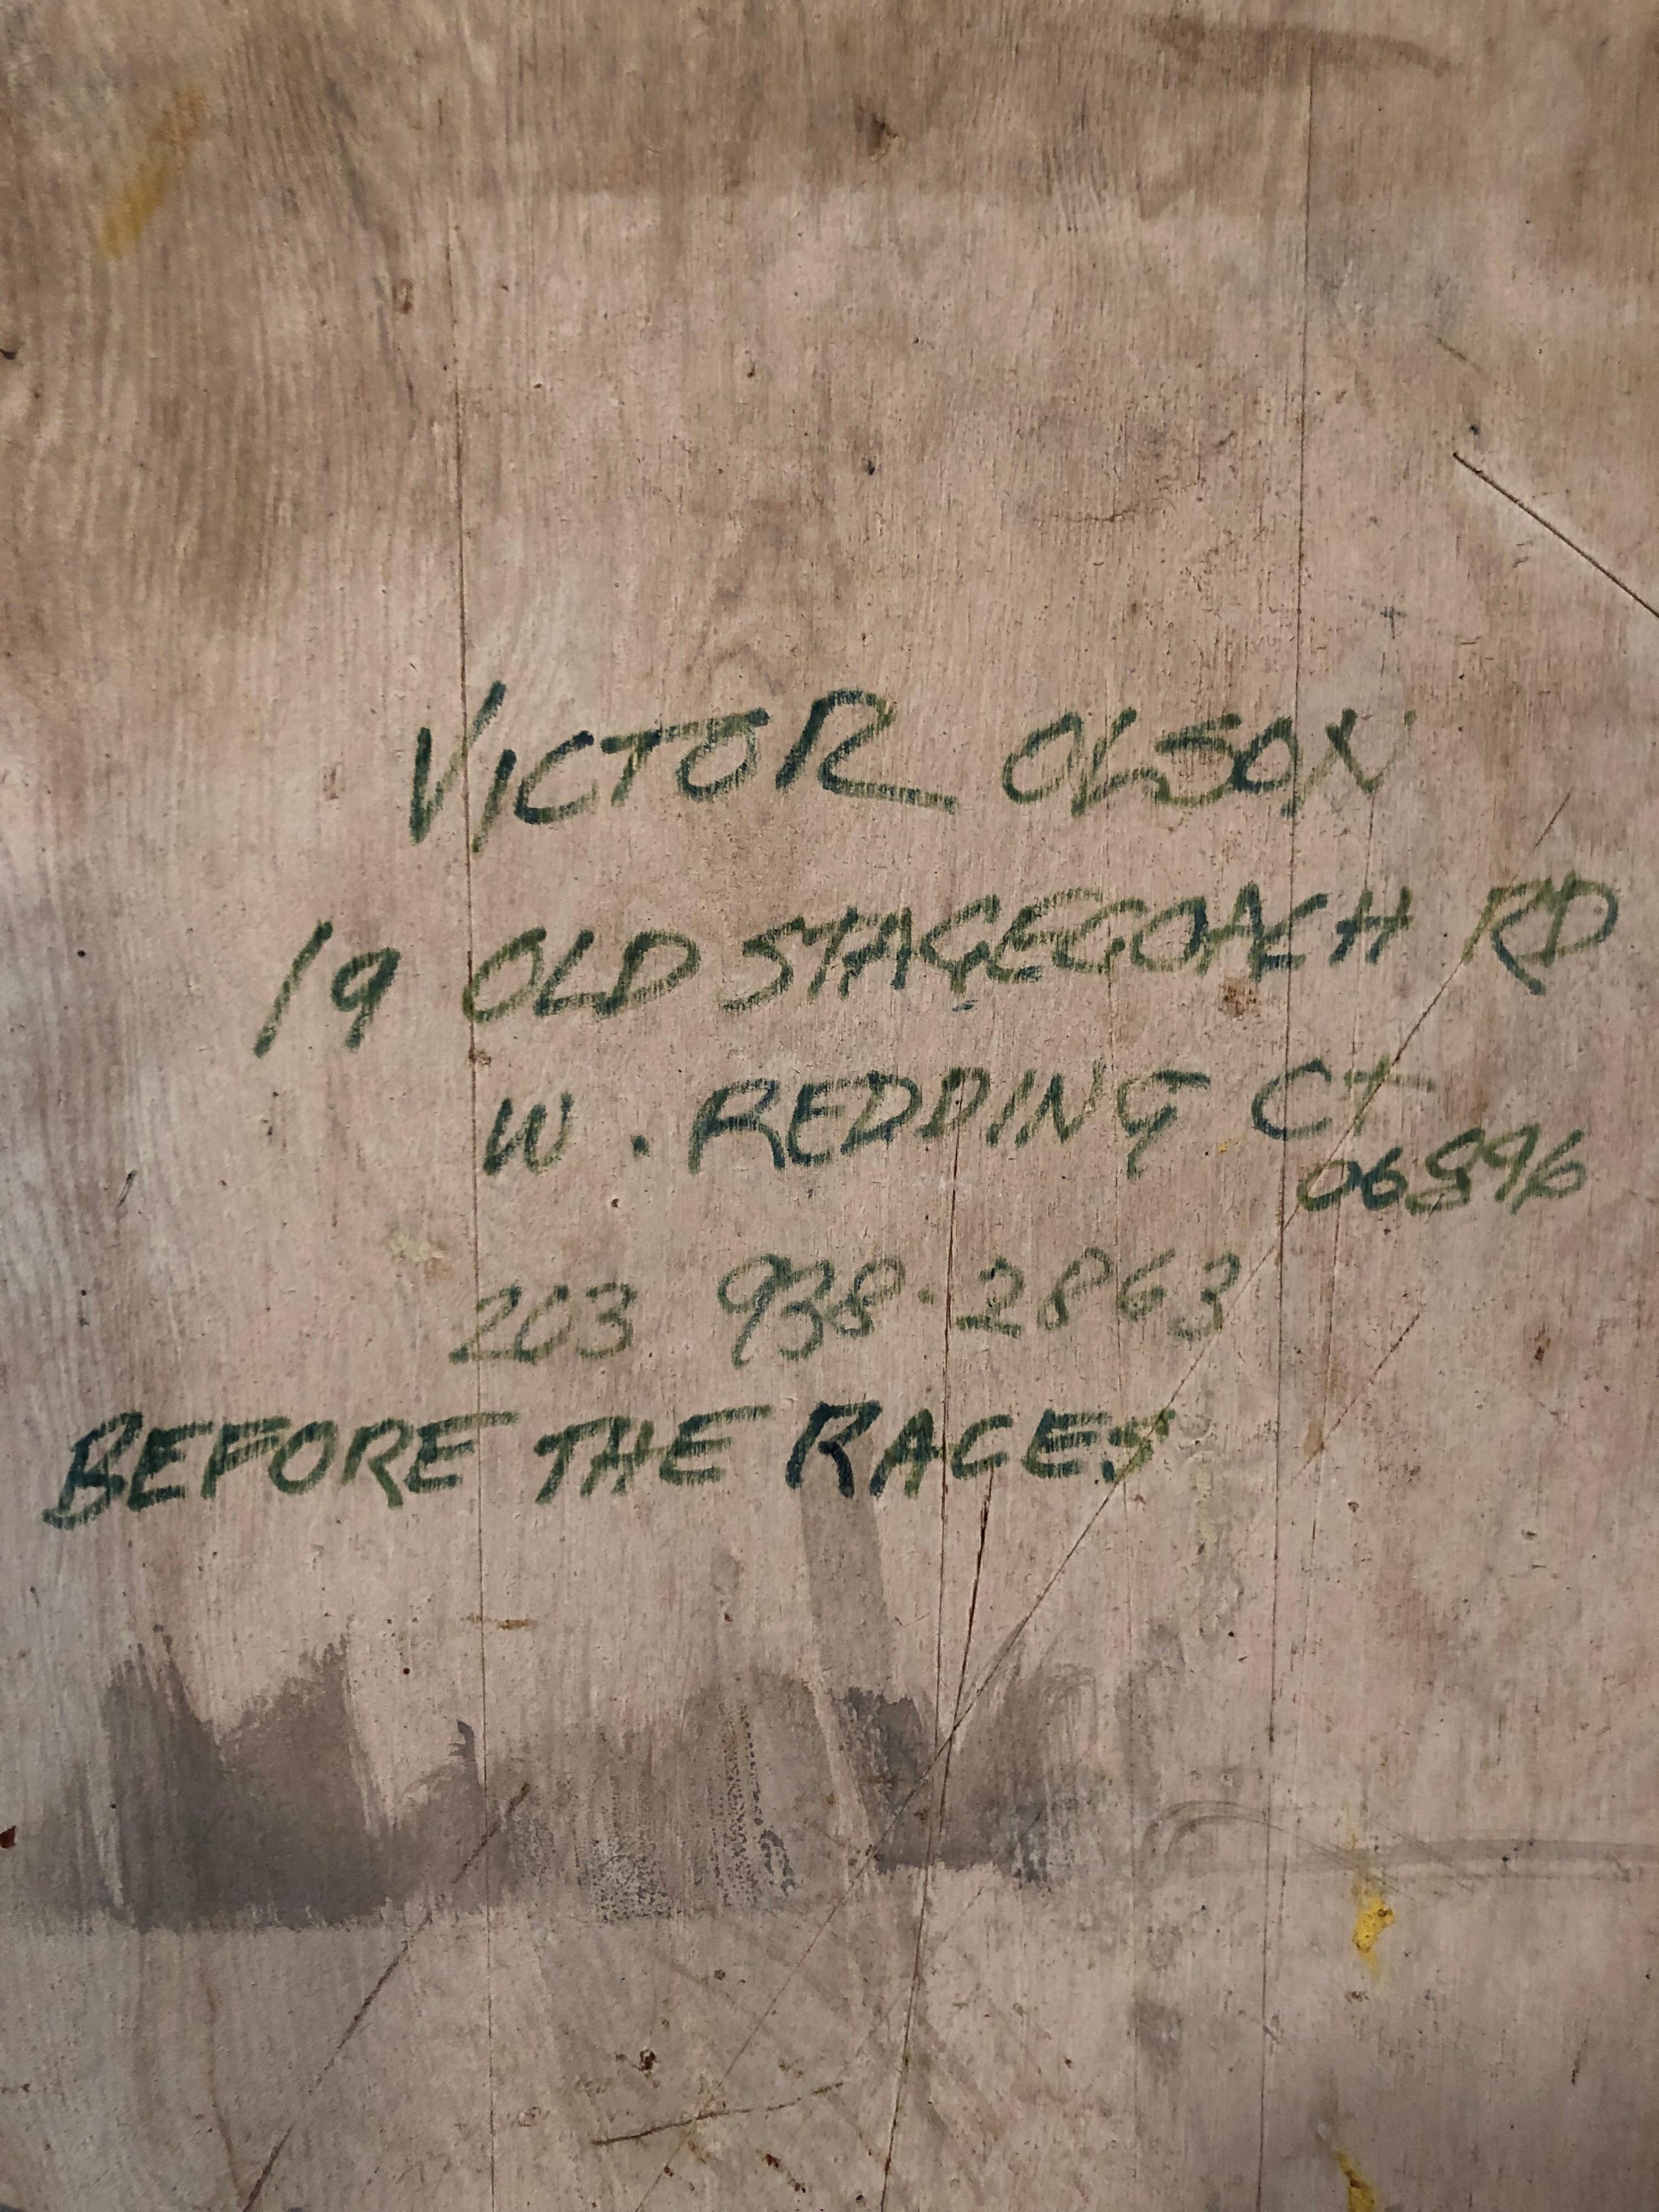 VICTOR OLSON
19 OLD STAGECOACH RD
W. REDDING CT
06896
203 938-2863
BEFORE THE RACES